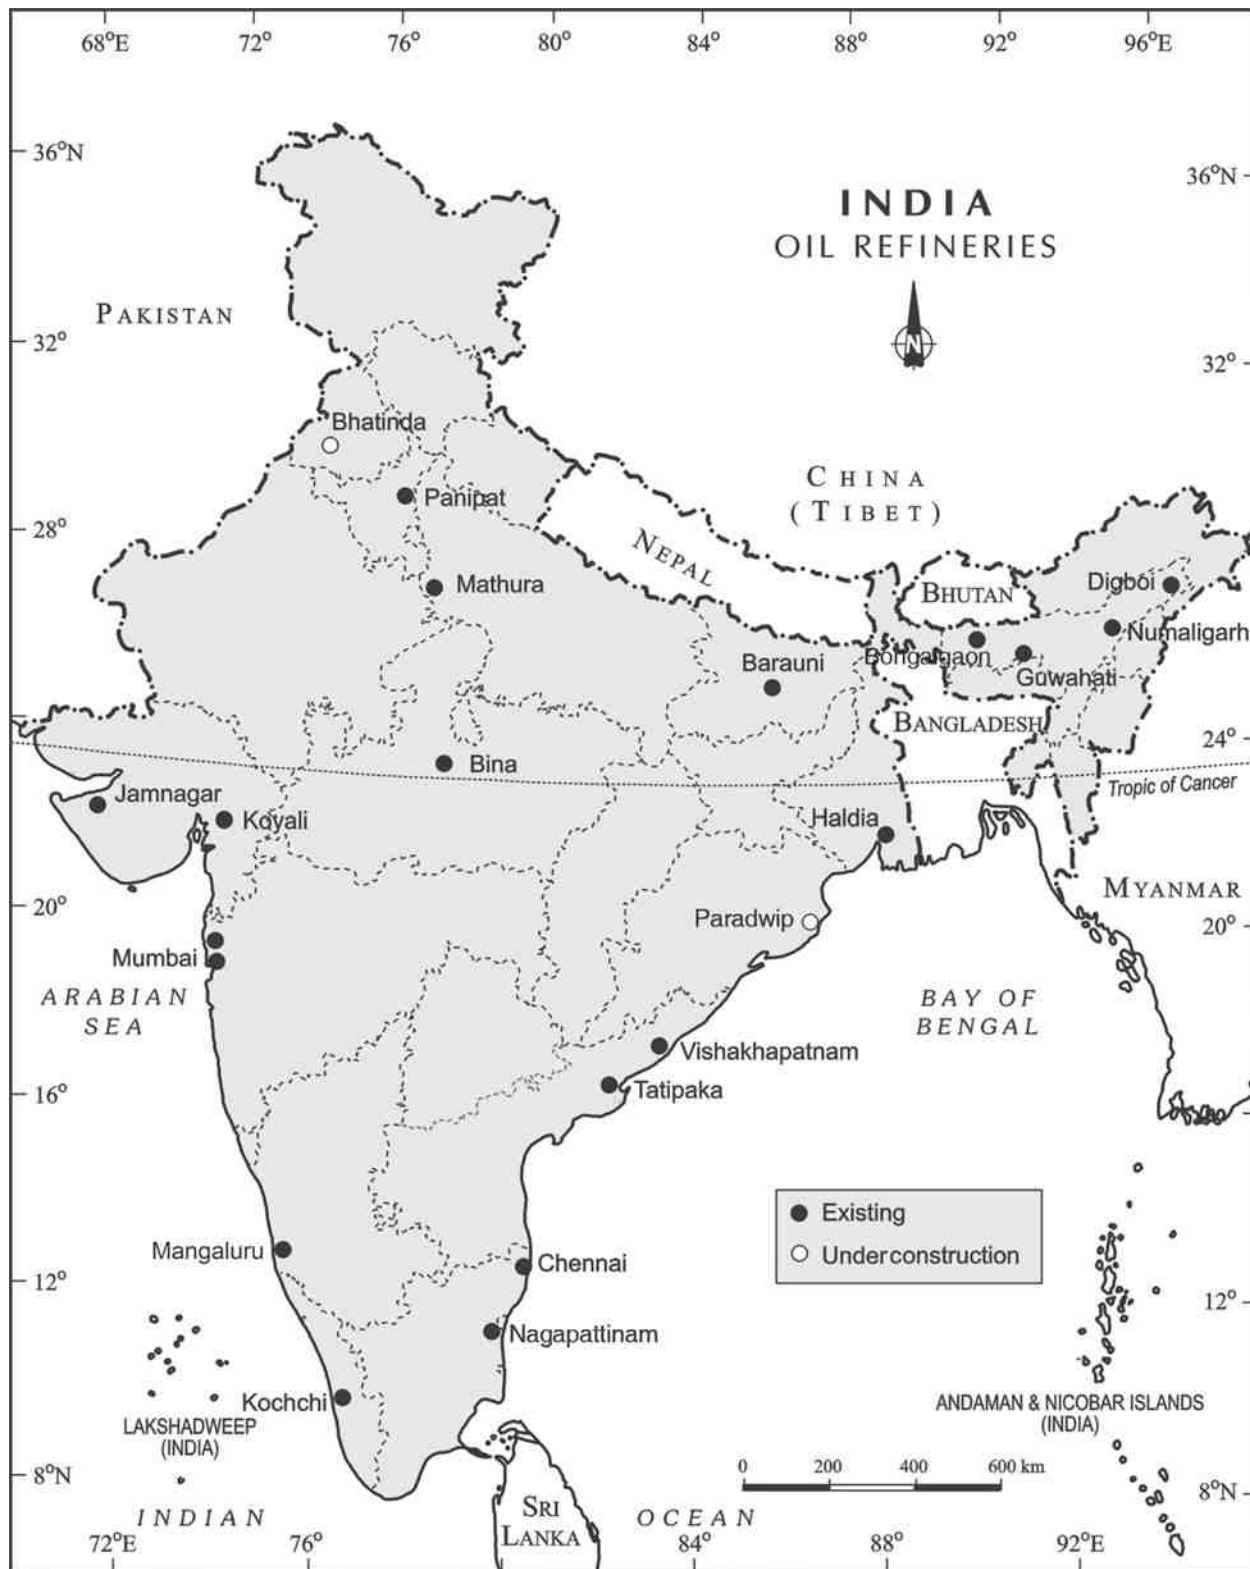 68°E 72° 76° 80° 84° 88° 92° 96°E
36°N
36°N
INDIA
OIL REFINERIES
N
PAKISTAN
32°
32°
Bhatinda
CHINA
(TIBET)
Panipat
28°
NEPAL
Mathura
BHUTAN
Digboi
Numaligarh
Bongaigaon
Barauni
Guwahati
BANGLADESH
24°
Bina
Tropic of Cancer
Jamnagar
Koyali
Haldia
MYANMAR
20°
Paradwip
20°
Mumbai
ARABIAN
SEA
BAY OF
BENGAL
Vishakhapatnam
Tatipaka
16°
Existing
Underconstruction
Mangaluru
Chennai
12°
12°
Nagapattinam
Kochchi
LAKSHADWEEP
(INDIA)
ANDAMAN & NICOBAR ISLANDS
(INDIA)
0 200 400 600 km
8°N
8°N
SRI
LANKA
INDIAN OCEAN
72°E 76° 84° 88° 92°E